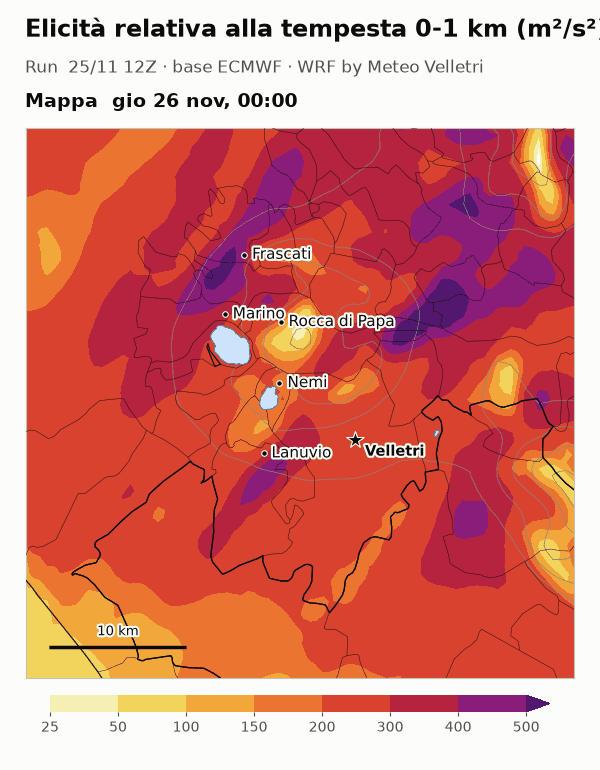 Elicità relativa alla tempesta 0-1 km (m²/s²)
Run 25/11 12Z · base ECMWF · WRF by Meteo Velletri
Mappa gio 26 nov, 00:00
Frascati
Marino
Rocca di Papa
Nemi
Velletri
Lanuvio
10 km
25 50 100 150 200 300 400 500